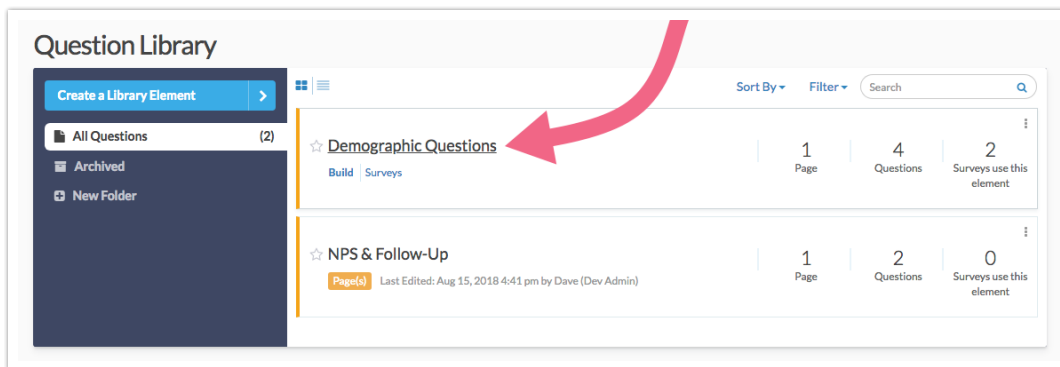 Question Library
Create a Library Element
All Questions (2)
Archived
New Folder
Sort By Filter Search
Demographic Questions
Build Surveys
1
Page
4
Questions
2
Surveys use this
element
NPS & Follow-Up
Page(s) Last Edited: Aug 15, 2018 4:41 pm by Dave (Dev Admin)
1
Page
2
Questions
0
Surveys use this
element